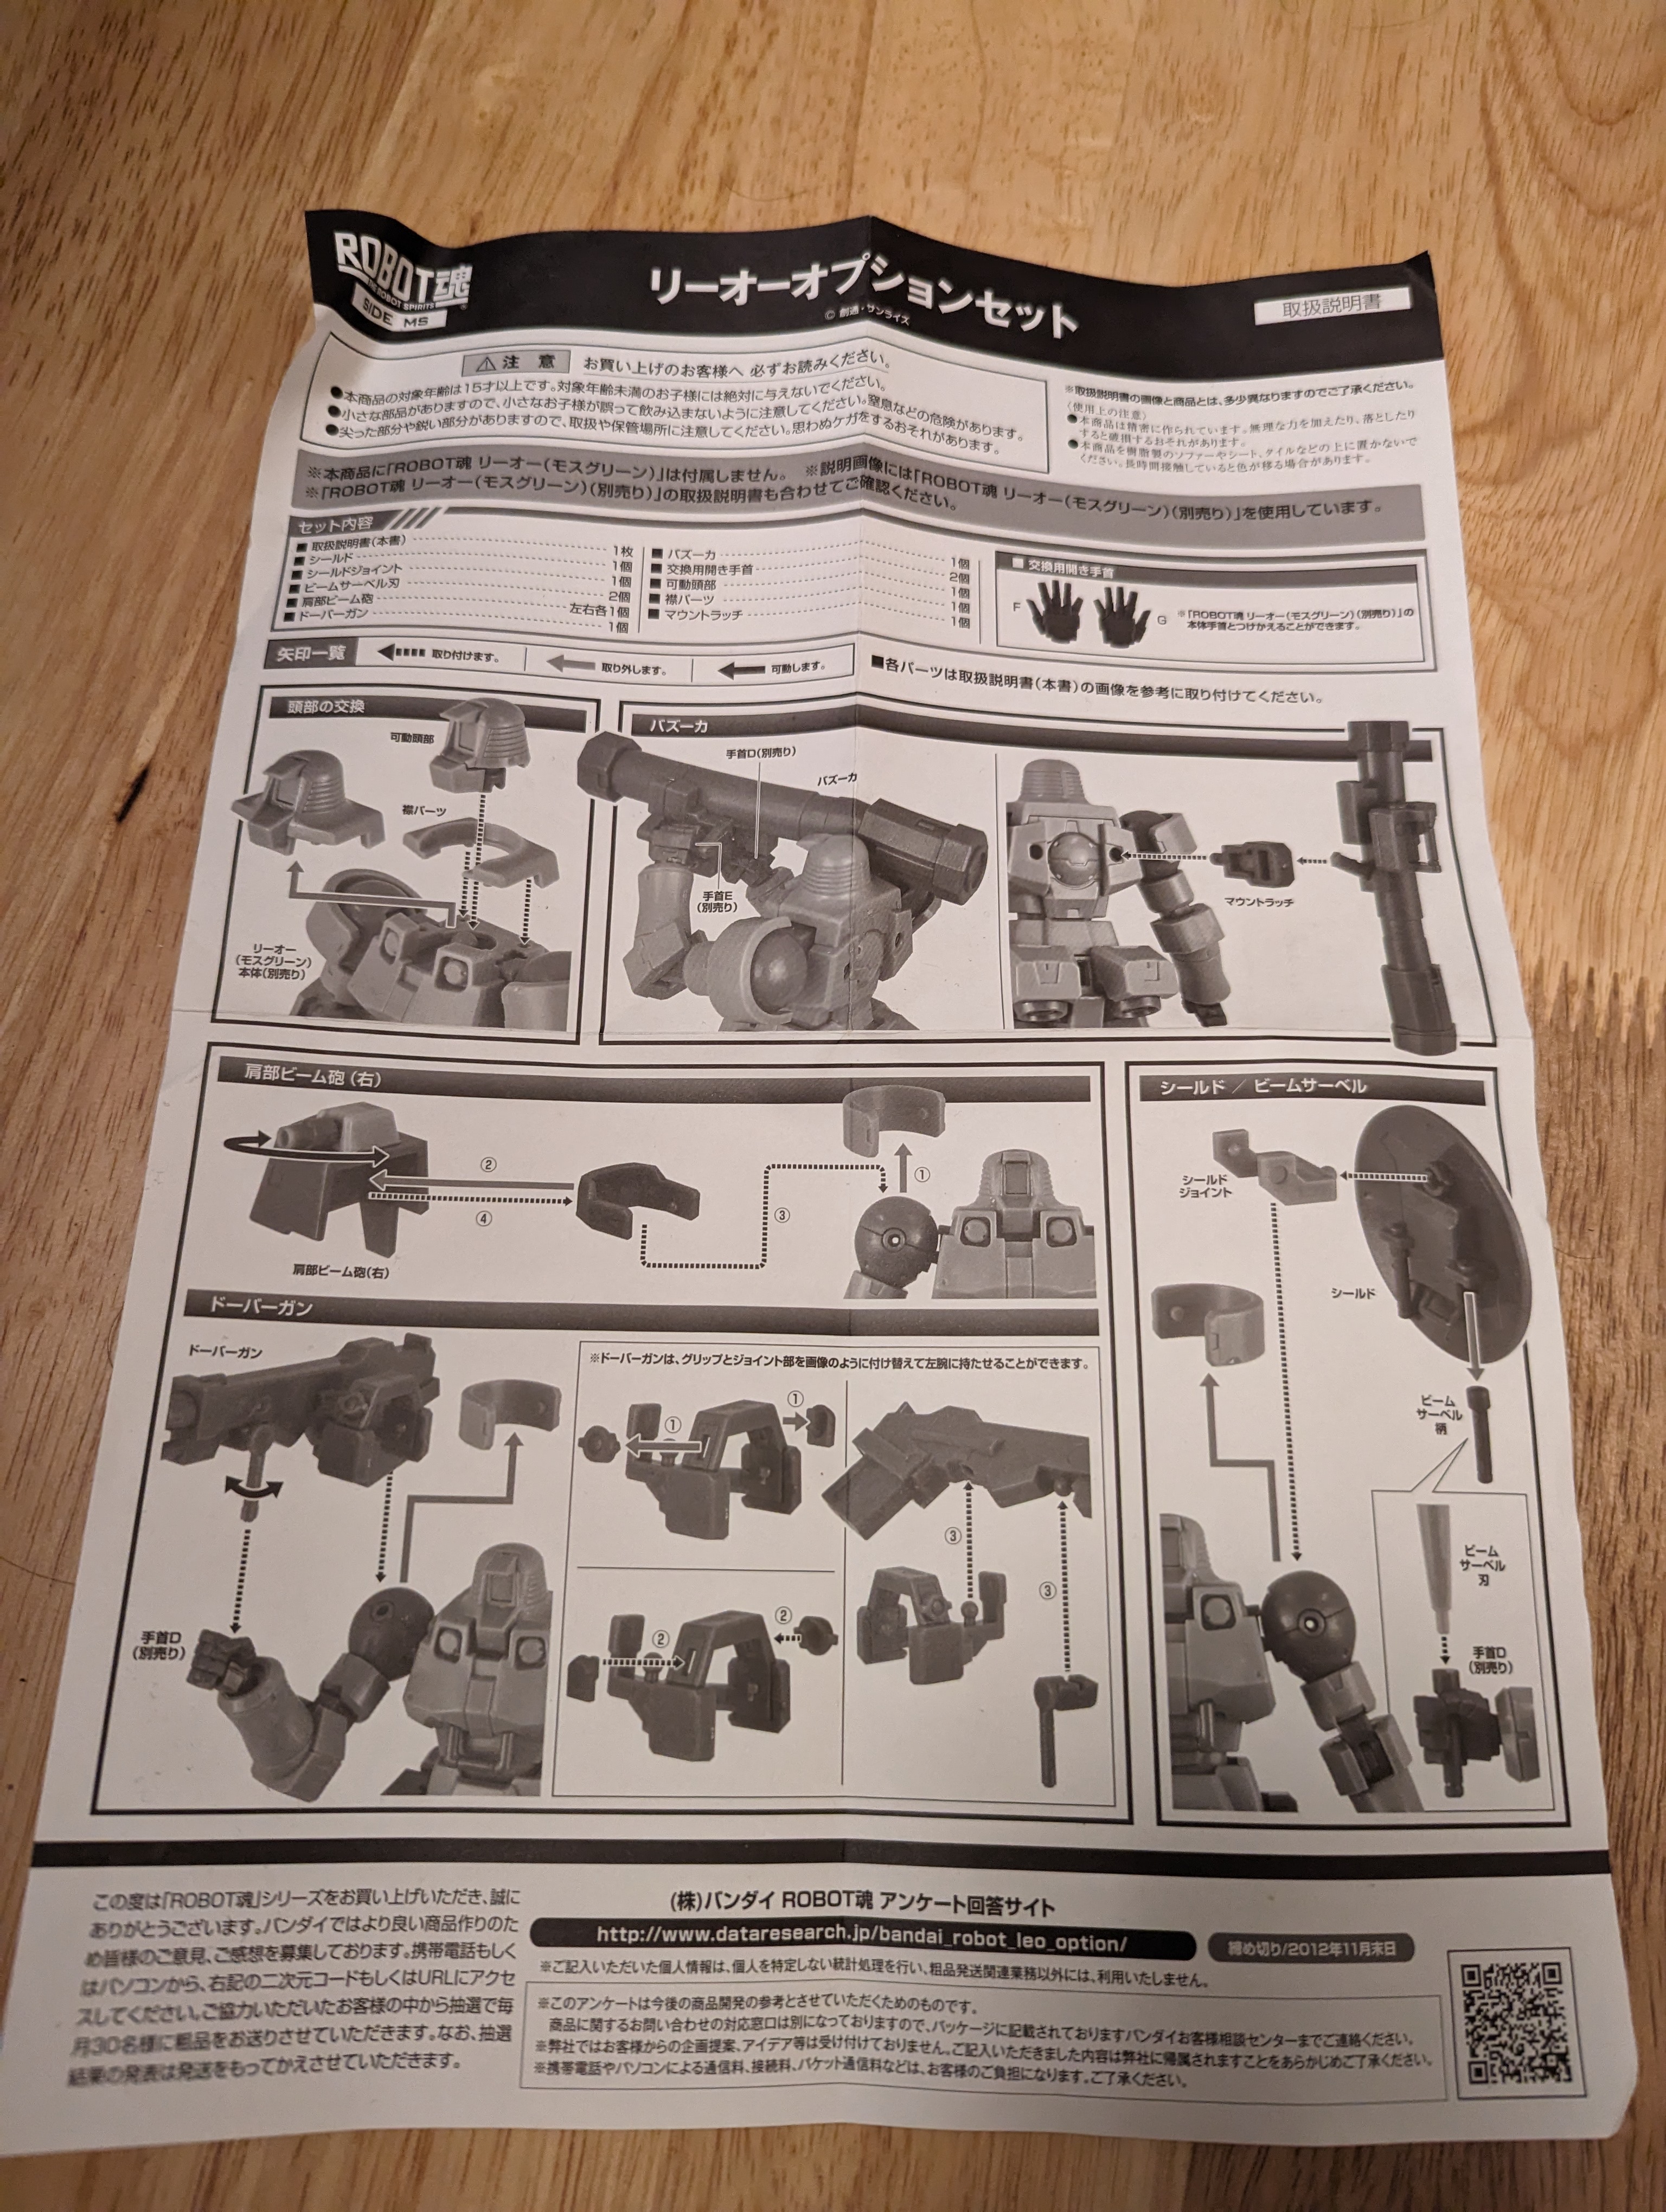 ROBOT魂
THE ROBOT SPIRITS
SIDE MS
リーオーオプションセット
© 創通・サンライズ
取扱説明書
⚠注 意 お買い上げのお客様へ 必ずお読みください。
●本商品の対象年齢は15才以上です。対象年齢未満のお子様には絶対に与えないでください。
●小さな部品がありますので、小さなお子様が誤って飲み込まないように注意してください。窒息などの危険があります。
●尖った部分や鋭い部分がありますので、取扱や保管場所に注意してください。思わぬケガをするおそれがあります。
※取扱説明書の画像と商品とは、多少異なりますのでご了承ください。
〈使用上の注意〉
●本商品は精密に作られています。無理な力を加えたり、落としたり
すると破損するおそれがあります。
●本商品を樹脂製のソファーやシート、タイルなどの上に置かないで
ください。長時間接触していると色が移る場合があります。
※本商品に「ROBOT魂 リーオー(モスグリーン)」は付属しません。 ※説明画像には「ROBOT魂 リーオー(モスグリーン)(別売り)」を使用しています。
※「ROBOT魂 リーオー(モスグリーン)(別売り)」の取扱説明書も合わせてご確認ください。
セット内容
■取扱説明書(本書) 1枚
■シールド 1個
■シールドジョイント 1個
■ビームサーベル刃 2個
■肩部ビーム砲 左右各1個
■ドーバーガン 1個
■バズーカ 1個
■交換用開き手首 2個
■可動頭部 1個
■襟パーツ 1個
■マウントラッチ 1個
■交換用開き手首
F
G
※「ROBOT魂 リーオー(モスグリーン)(別売り)」の
本体手首とつけかえることができます。
矢印一覧
取り付けます。
取り外します。
可動します。
■各パーツは取扱説明書(本書)の画像を参考に取り付けてください。
頭部の交換
可動頭部
襟パーツ
リーオー
(モスグリーン)
本体(別売り)
バズーカ
手首D(別売り)
バズーカ
手首E
(別売り)
マウントラッチ
肩部ビーム砲(右)
②
④
③
①
肩部ビーム砲(右)
シールド / ビームサーベル
シールド
ジョイント
シールド
ビーム
サーベル
柄
ビーム
サーベル
刃
手首D
(別売り)
ドーバーガン
ドーバーガン
手首D
(別売り)
※ドーバーガンは、グリップとジョイント部を画像のように付け替えて左腕に持たせることができます。
①
①
②
②
③
③
この度は「ROBOT魂」シリーズをお買い上げいただき、誠に
ありがとうございます。バンダイではより良い商品作りのた
め皆様のご意見、ご感想を募集しております。携帯電話もしく
はパソコンから、右記の二次元コードもしくはURLにアクセ
スしてください。ご協力いただいたお客様の中から抽選で毎
月30名様に粗品をお送りさせていただきます。なお、抽選
結果の発表は発送をもってかえさせていただきます。
(株)バンダイ ROBOT魂 アンケート回答サイト
http://www.dataresearch.jp/bandai_robot_leo_option/
締め切り/2012年11月末日
※ご記入いただいた個人情報は、個人を特定しない統計処理を行い、粗品発送関連業務以外には、利用いたしません。
※このアンケートは今後の商品開発の参考とさせていただくためのものです。
商品に関するお問い合わせの対応窓口は別になっておりますので、パッケージに記載されておりますバンダイお客様相談センターまでご連絡ください。
※弊社ではお客様からの企画提案、アイデア等は受け付けておりません。ご記入いただきました内容は弊社に帰属されますことをあらかじめご了承ください。
※携帯電話やパソコンによる通信料、接続料、パケット通信料などは、お客様のご負担になります。ご了承ください。